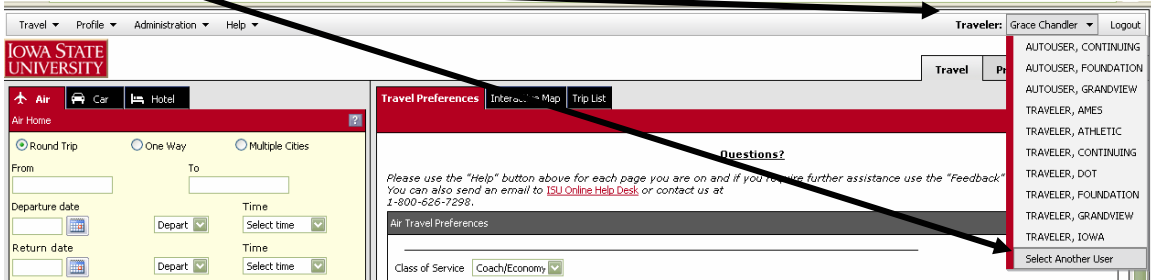 Travel Profile Administration Help Traveler: Grace Chandler Logout
IOWA STATE
UNIVERSITY
Travel
AUTOUSER, CONTINUING
AUTOUSER, FOUNDATION
AUTOUSER, GRANDVIEW
TRAVELER, AMES
TRAVELER, ATHLETIC
TRAVELER, CONTINUING
TRAVELER, DOT
TRAVELER, FOUNDATION
TRAVELER, GRANDVIEW
TRAVELER, IOWA
Select Another User
Air Car Hotel
Air Home ?
Round Trip One Way Multiple Cities
From To
Departure date Time
Depart Select time
Return date Time
Depart Select time
Travel Preferences Map Trip List
Questions?
Please use the "Help" button above for each page you are on and if you require further assistance use the "Feedback"
You can also send an email to ISU Online Help Desk or contact us at
1-800-626-7298.
Air Travel Preferences
Class of Service Coach/Economy